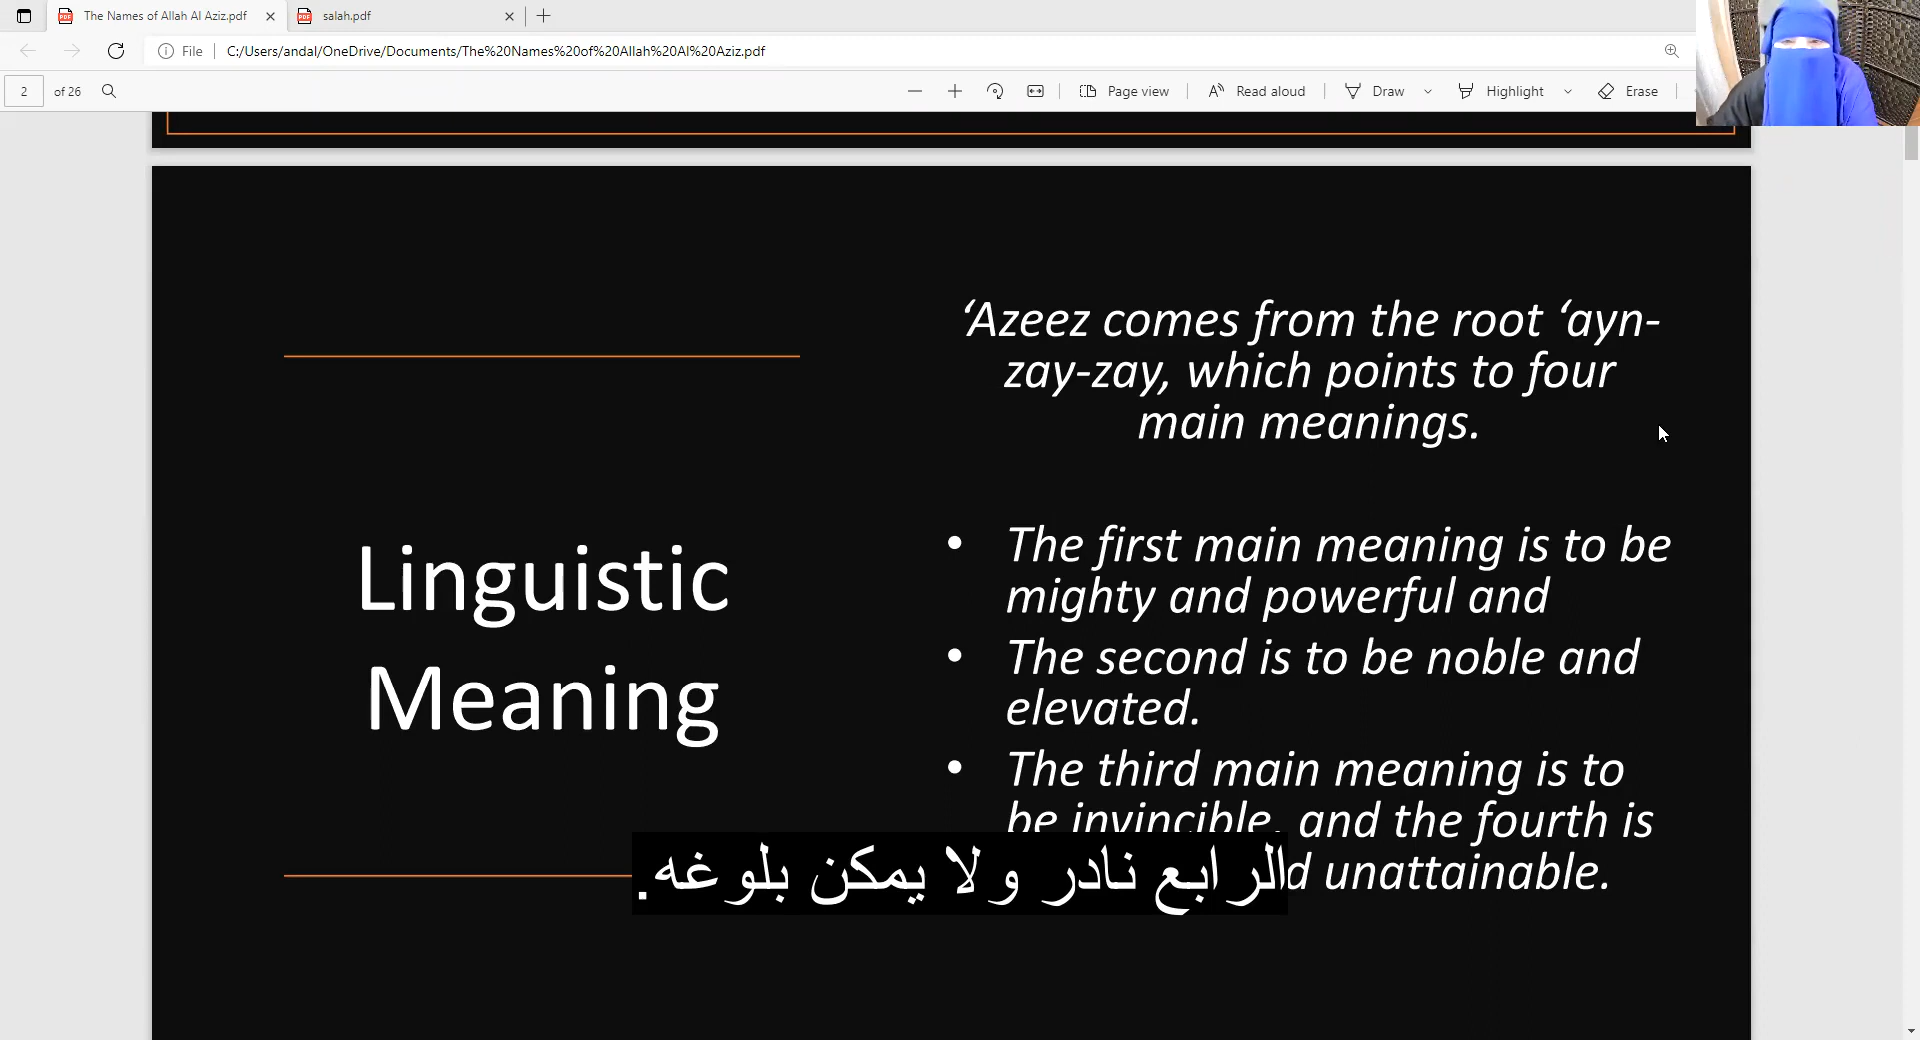 The Names of Allah Al Aziz.pdf
salah.pdf
File
C:/Users/andal/OneDrive/Documents/The%20Names%20of%20Allah%20Al%20Aziz.pdf
2 of 26
Page view
Read aloud
Draw
Highlight
Erase
Linguistic
Meaning
‘Azeez comes from the root ‘ayn-
zay-zay, which points to four
main meanings.
• The first main meaning is to be
mighty and powerful and
• The second is to be noble and
elevated.
• The third main meaning is to
be invincible, and the fourth is
unattainable.
الرابع نادر ولا يمكن بلوغه.